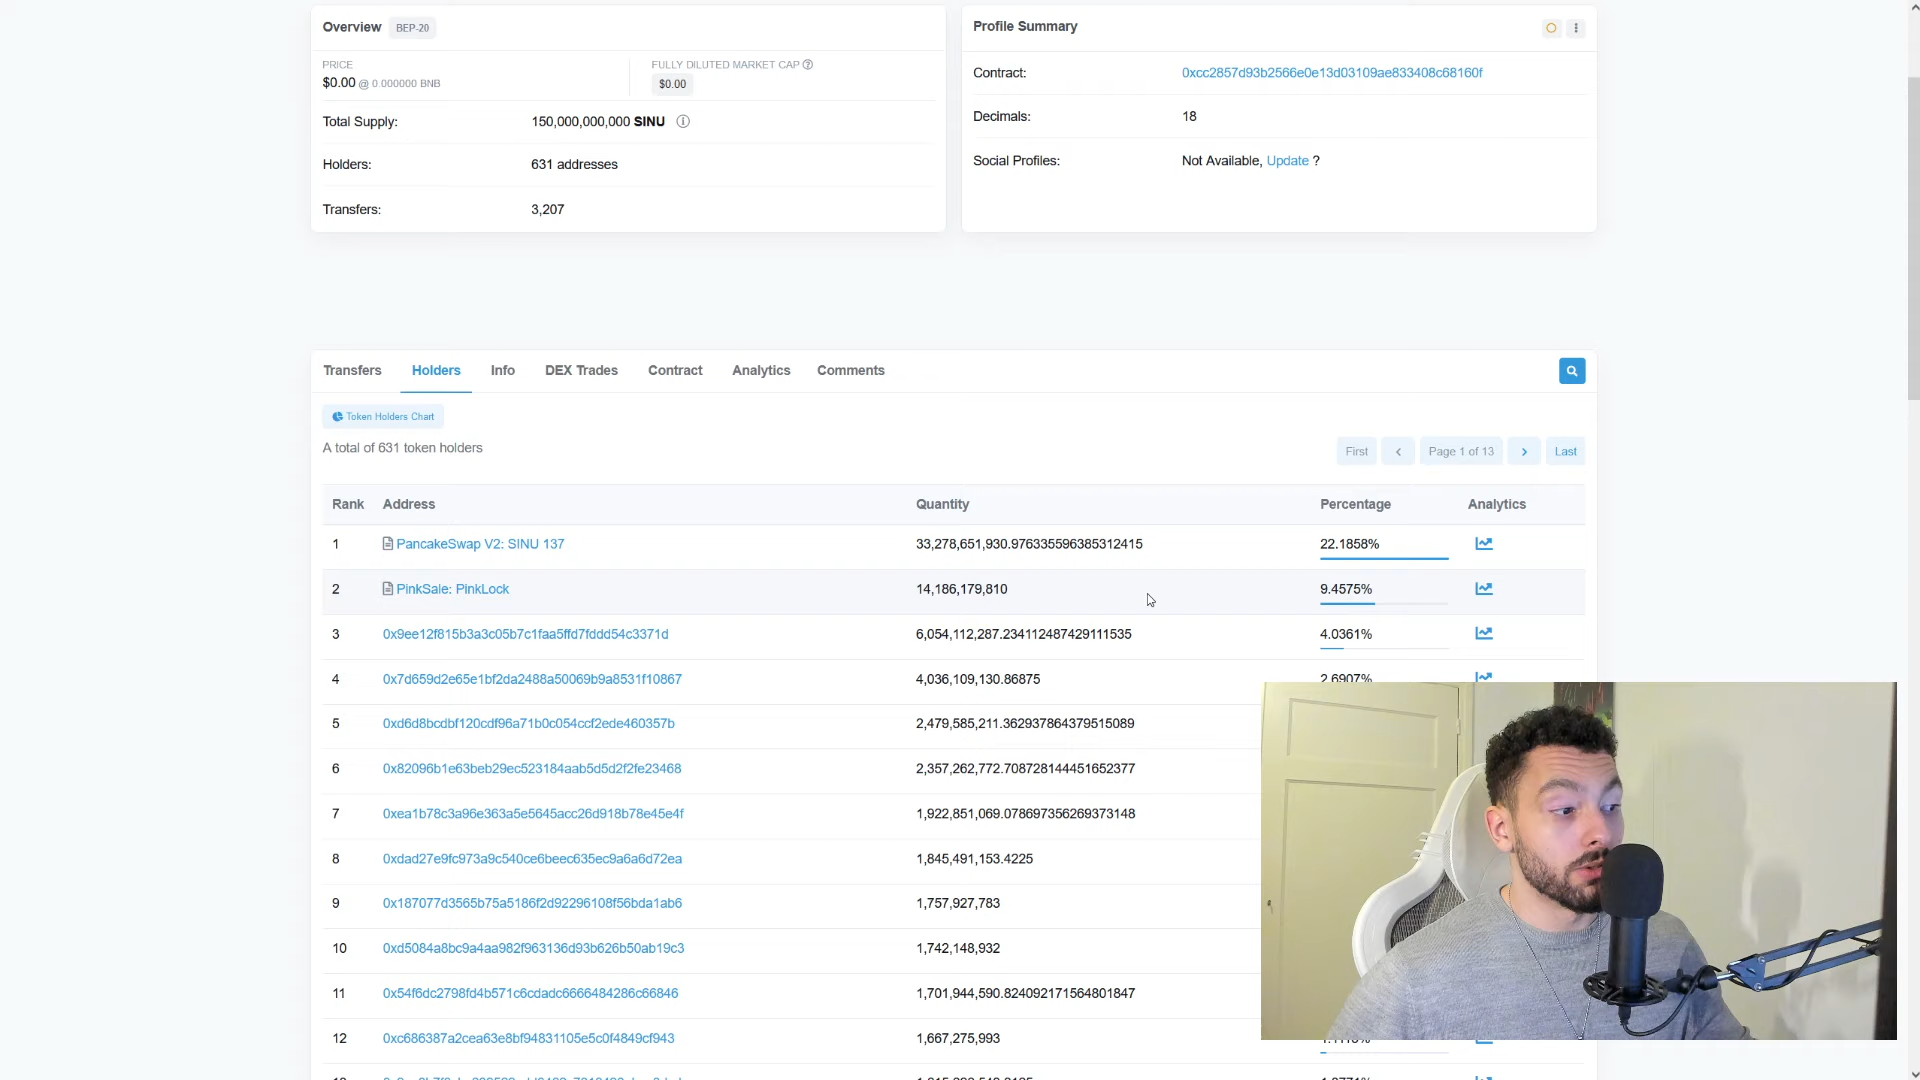 Overview BEP-20
Profile Summary
PRICE
$0.00 @ 0.000000 BNB
FULLY DILUTED MARKET CAP
$0.00
Contract: 0xcc2857d93b2566e0e13d03109ae833408c68160f
Total Supply: 150,000,000,000 SINU
Decimals: 18
Holders: 631 addresses
Social Profiles: Not Available, Update ?
Transfers: 3,207
Transfers Holders Info DEX Trades Contract Analytics Comments
Token Holders Chart
A total of 631 token holders
First Page 1 of 13 Last
Rank Address Quantity Percentage Analytics
1 PancakeSwap V2: SINU 137 33,278,651,930.976335596385312415 22.1858%
2 PinkSale: PinkLock 14,186,179,810 9.4575%
3 0x9ee12f815b3a3c05b7c1faa5ffd7fddd54c3371d 6,054,112,287.234112487429111535 4.0361%
4 0x7d659d2e65e1bf2da2488a50069b9a8531f10867 4,036,109,130.86875 2.6907%
5 0xd6d8bcdbf120cdf96a71b0c054ccf2ede460357b 2,479,585,211.362937864379515089
6 0x82096b1e63beb29ec523184aab5d5d2f2fe23468 2,357,262,772.708728144451652377
7 0xea1b78c3a96e363a5e5645acc26d918b78e45e4f 1,922,851,069.078697356269373148
8 0xdad27e9fc973a9c540ce6beec635ec9a6a6d72ea 1,845,491,153.4225
9 0x187077d3565b75a5186f2d92296108f56bda1ab6 1,757,927,783
10 0xd5084a8bc9a4aa982f963136d93b626b50ab19c3 1,742,148,932
11 0x54f6dc2798fd4b571c6cdadc6666484286c66846 1,701,944,590.824092171564801847
12 0xc686387a2cea63e8bf94831105e5c0f4849cf943 1,667,275,993